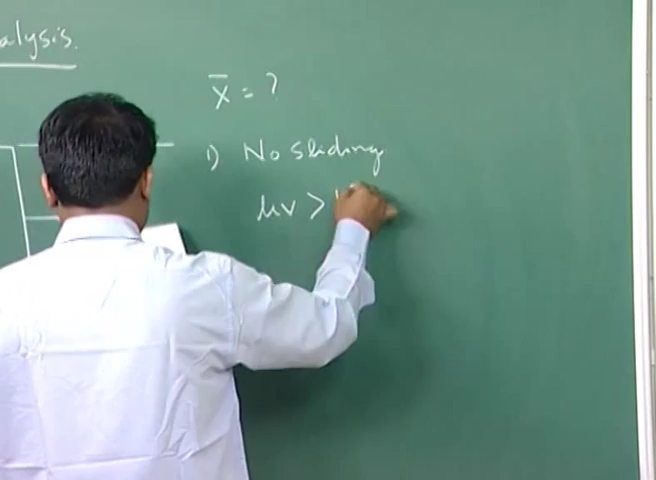 alysis.
x̄ = ?
1) No sliding
μv >